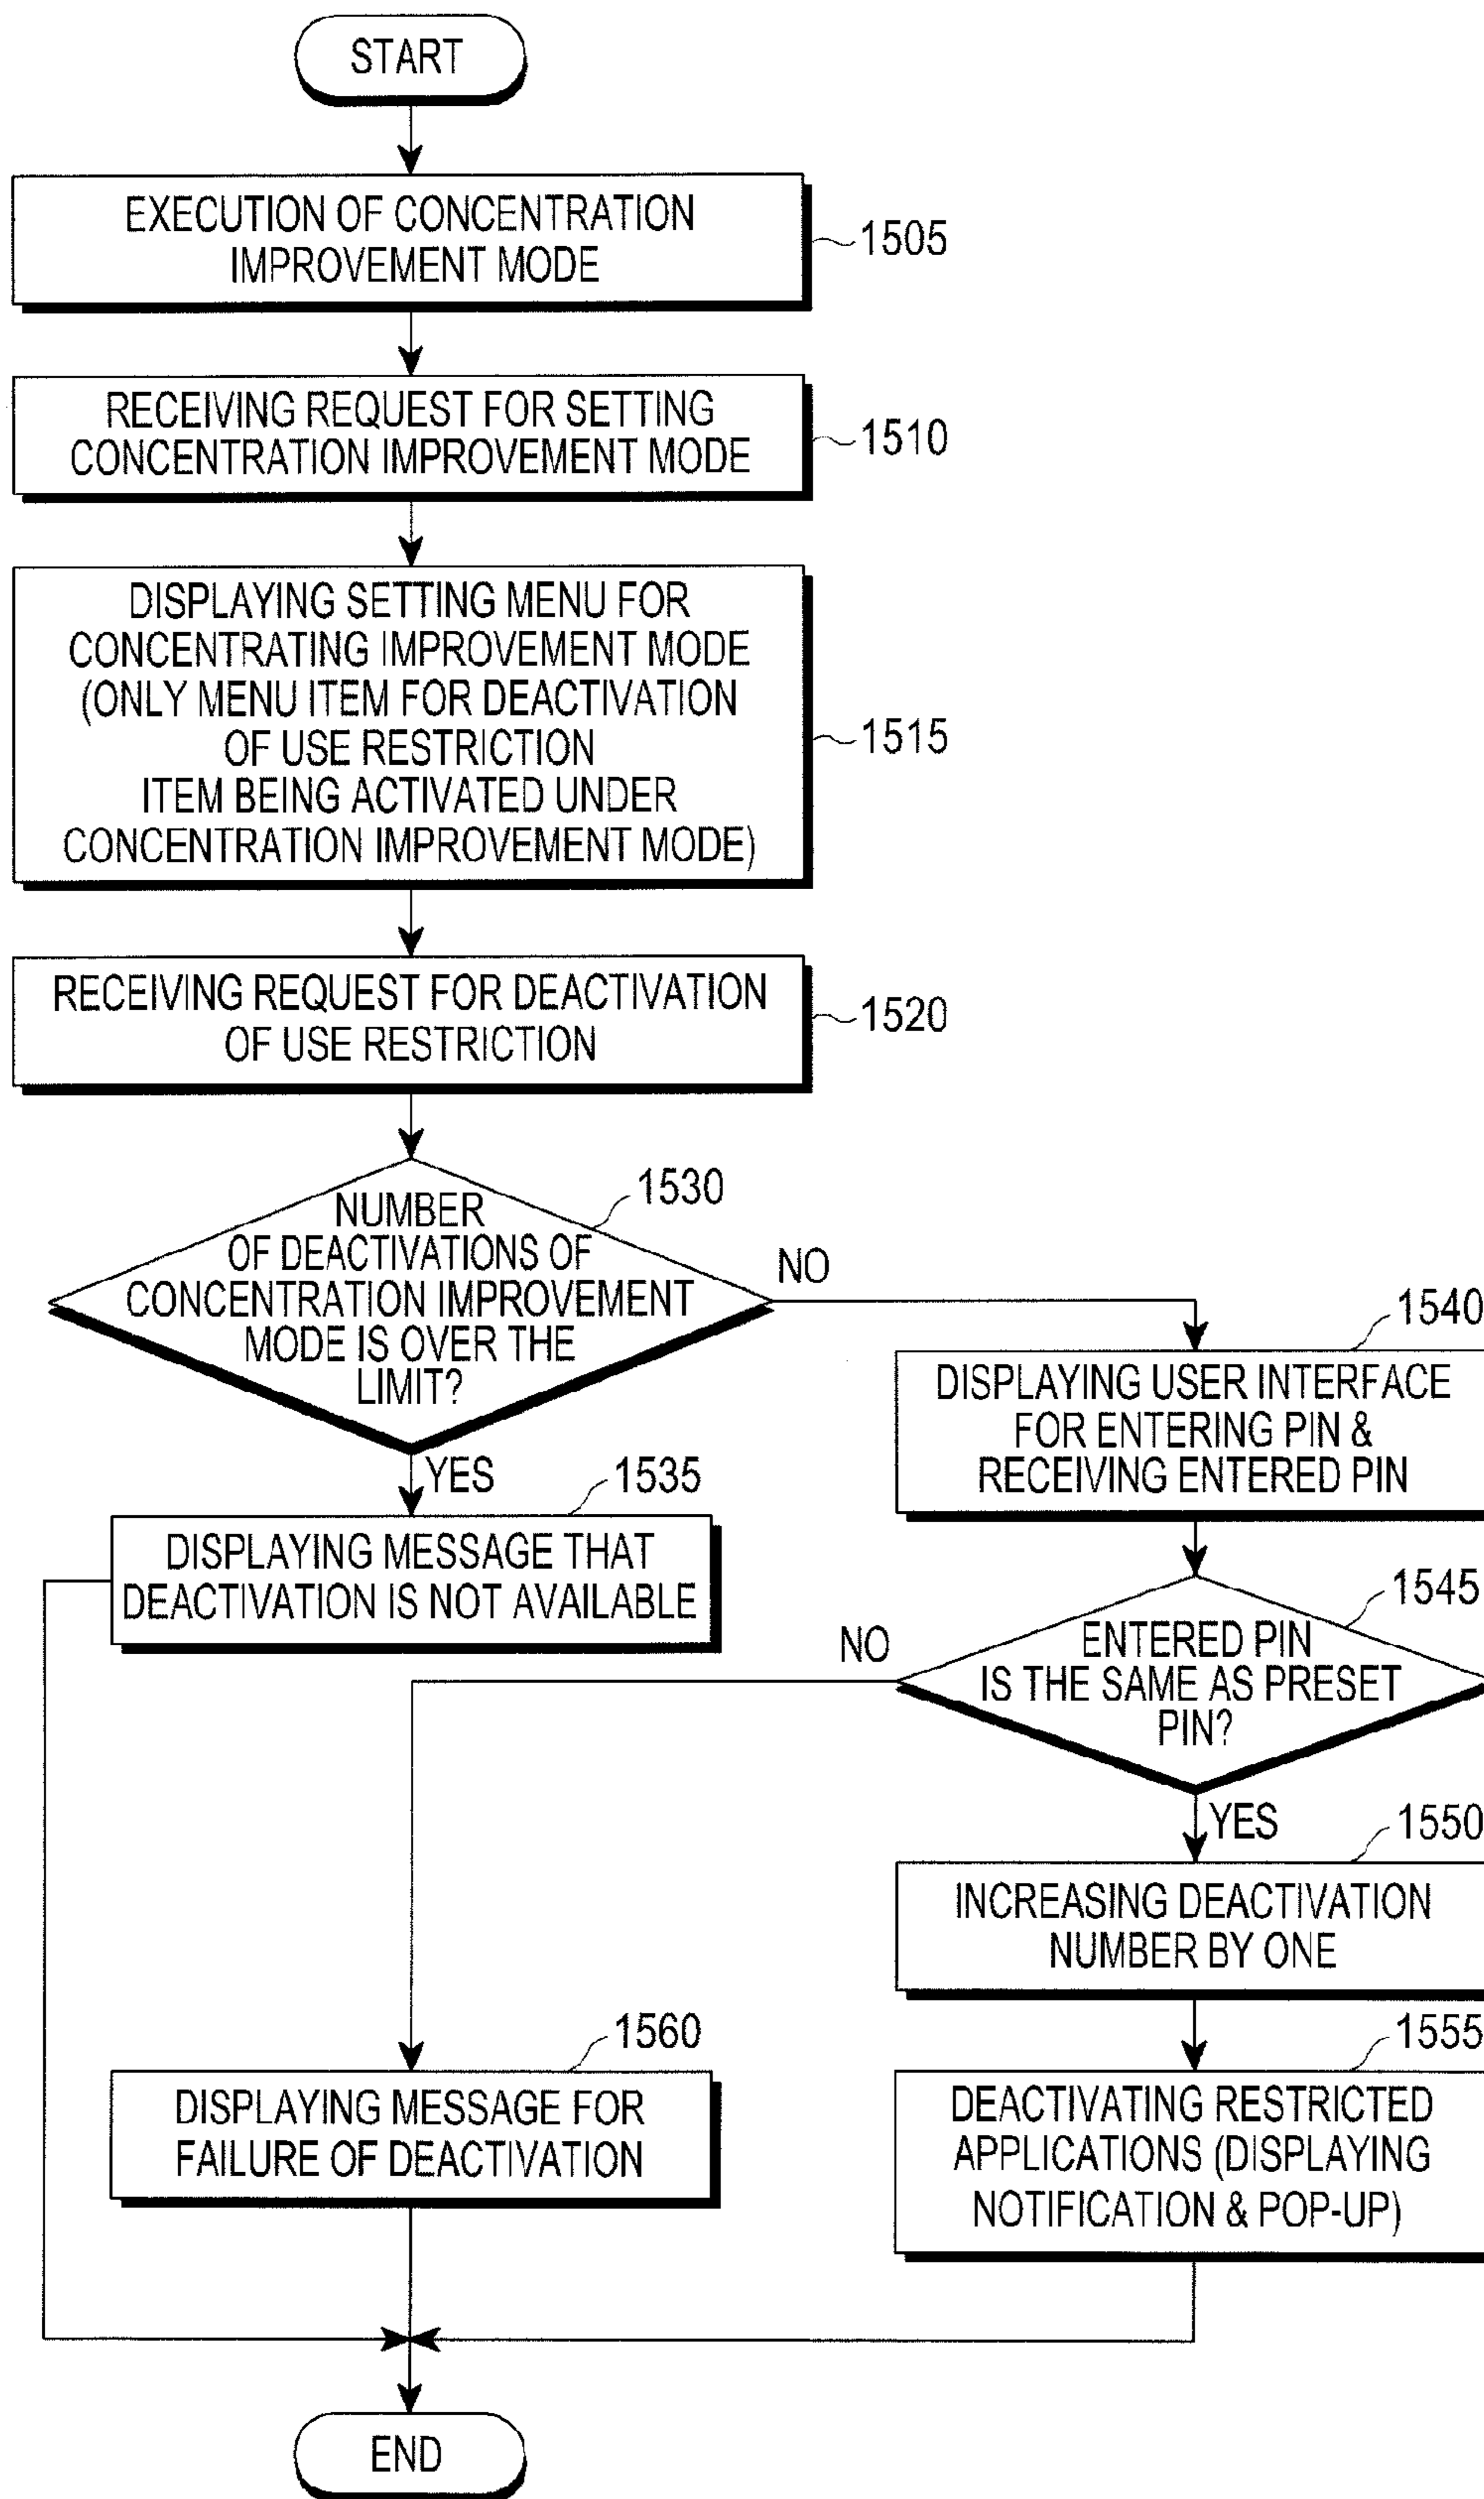 START
EXECUTION OF CONCENTRATION
IMPROVEMENT MODE
1505
RECEIVING REQUEST FOR SETTING
CONCENTRATION IMPROVEMENT MODE
1510
DISPLAYING SETTING MENU FOR
CONCENTRATING IMPROVEMENT MODE
(ONLY MENU ITEM FOR DEACTIVATION
OF USE RESTRICTION
ITEM BEING ACTIVATED UNDER
CONCENTRATION IMPROVEMENT MODE)
1515
RECEIVING REQUEST FOR DEACTIVATION
OF USE RESTRICTION
1520
NUMBER
OF DEACTIVATIONS OF
CONCENTRATION IMPROVEMENT
MODE IS OVER THE
LIMIT?
1530
NO
YES
1535
DISPLAYING MESSAGE THAT
DEACTIVATION IS NOT AVAILABLE
1540
DISPLAYING USER INTERFACE
FOR ENTERING PIN &
RECEIVING ENTERED PIN
1545
ENTERED PIN
IS THE SAME AS PRESET
PIN?
NO
YES
1550
INCREASING DEACTIVATION
NUMBER BY ONE
1555
DEACTIVATING RESTRICTED
APPLICATIONS (DISPLAYING
NOTIFICATION & POP-UP)
1560
DISPLAYING MESSAGE FOR
FAILURE OF DEACTIVATION
END